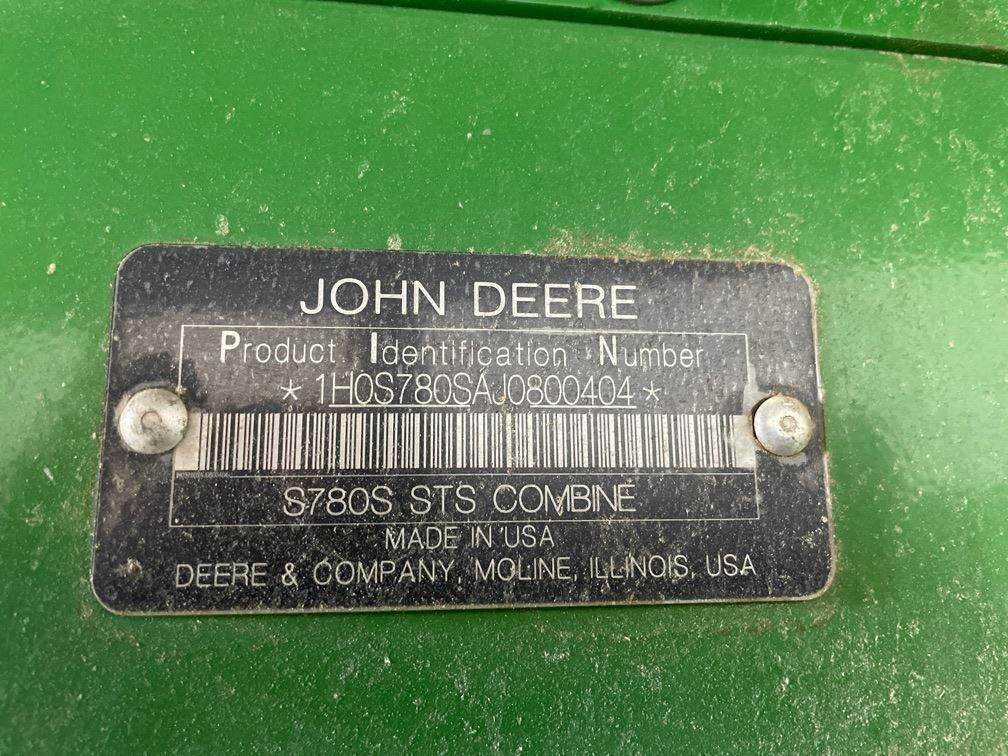 JOHN DEERE
Product Identification Number
* 1H0S780SAJ0800404 *
S780S STS COMBINE
MADE IN USA
DEERE & COMPANY, MOLINE, ILLINOIS, USA